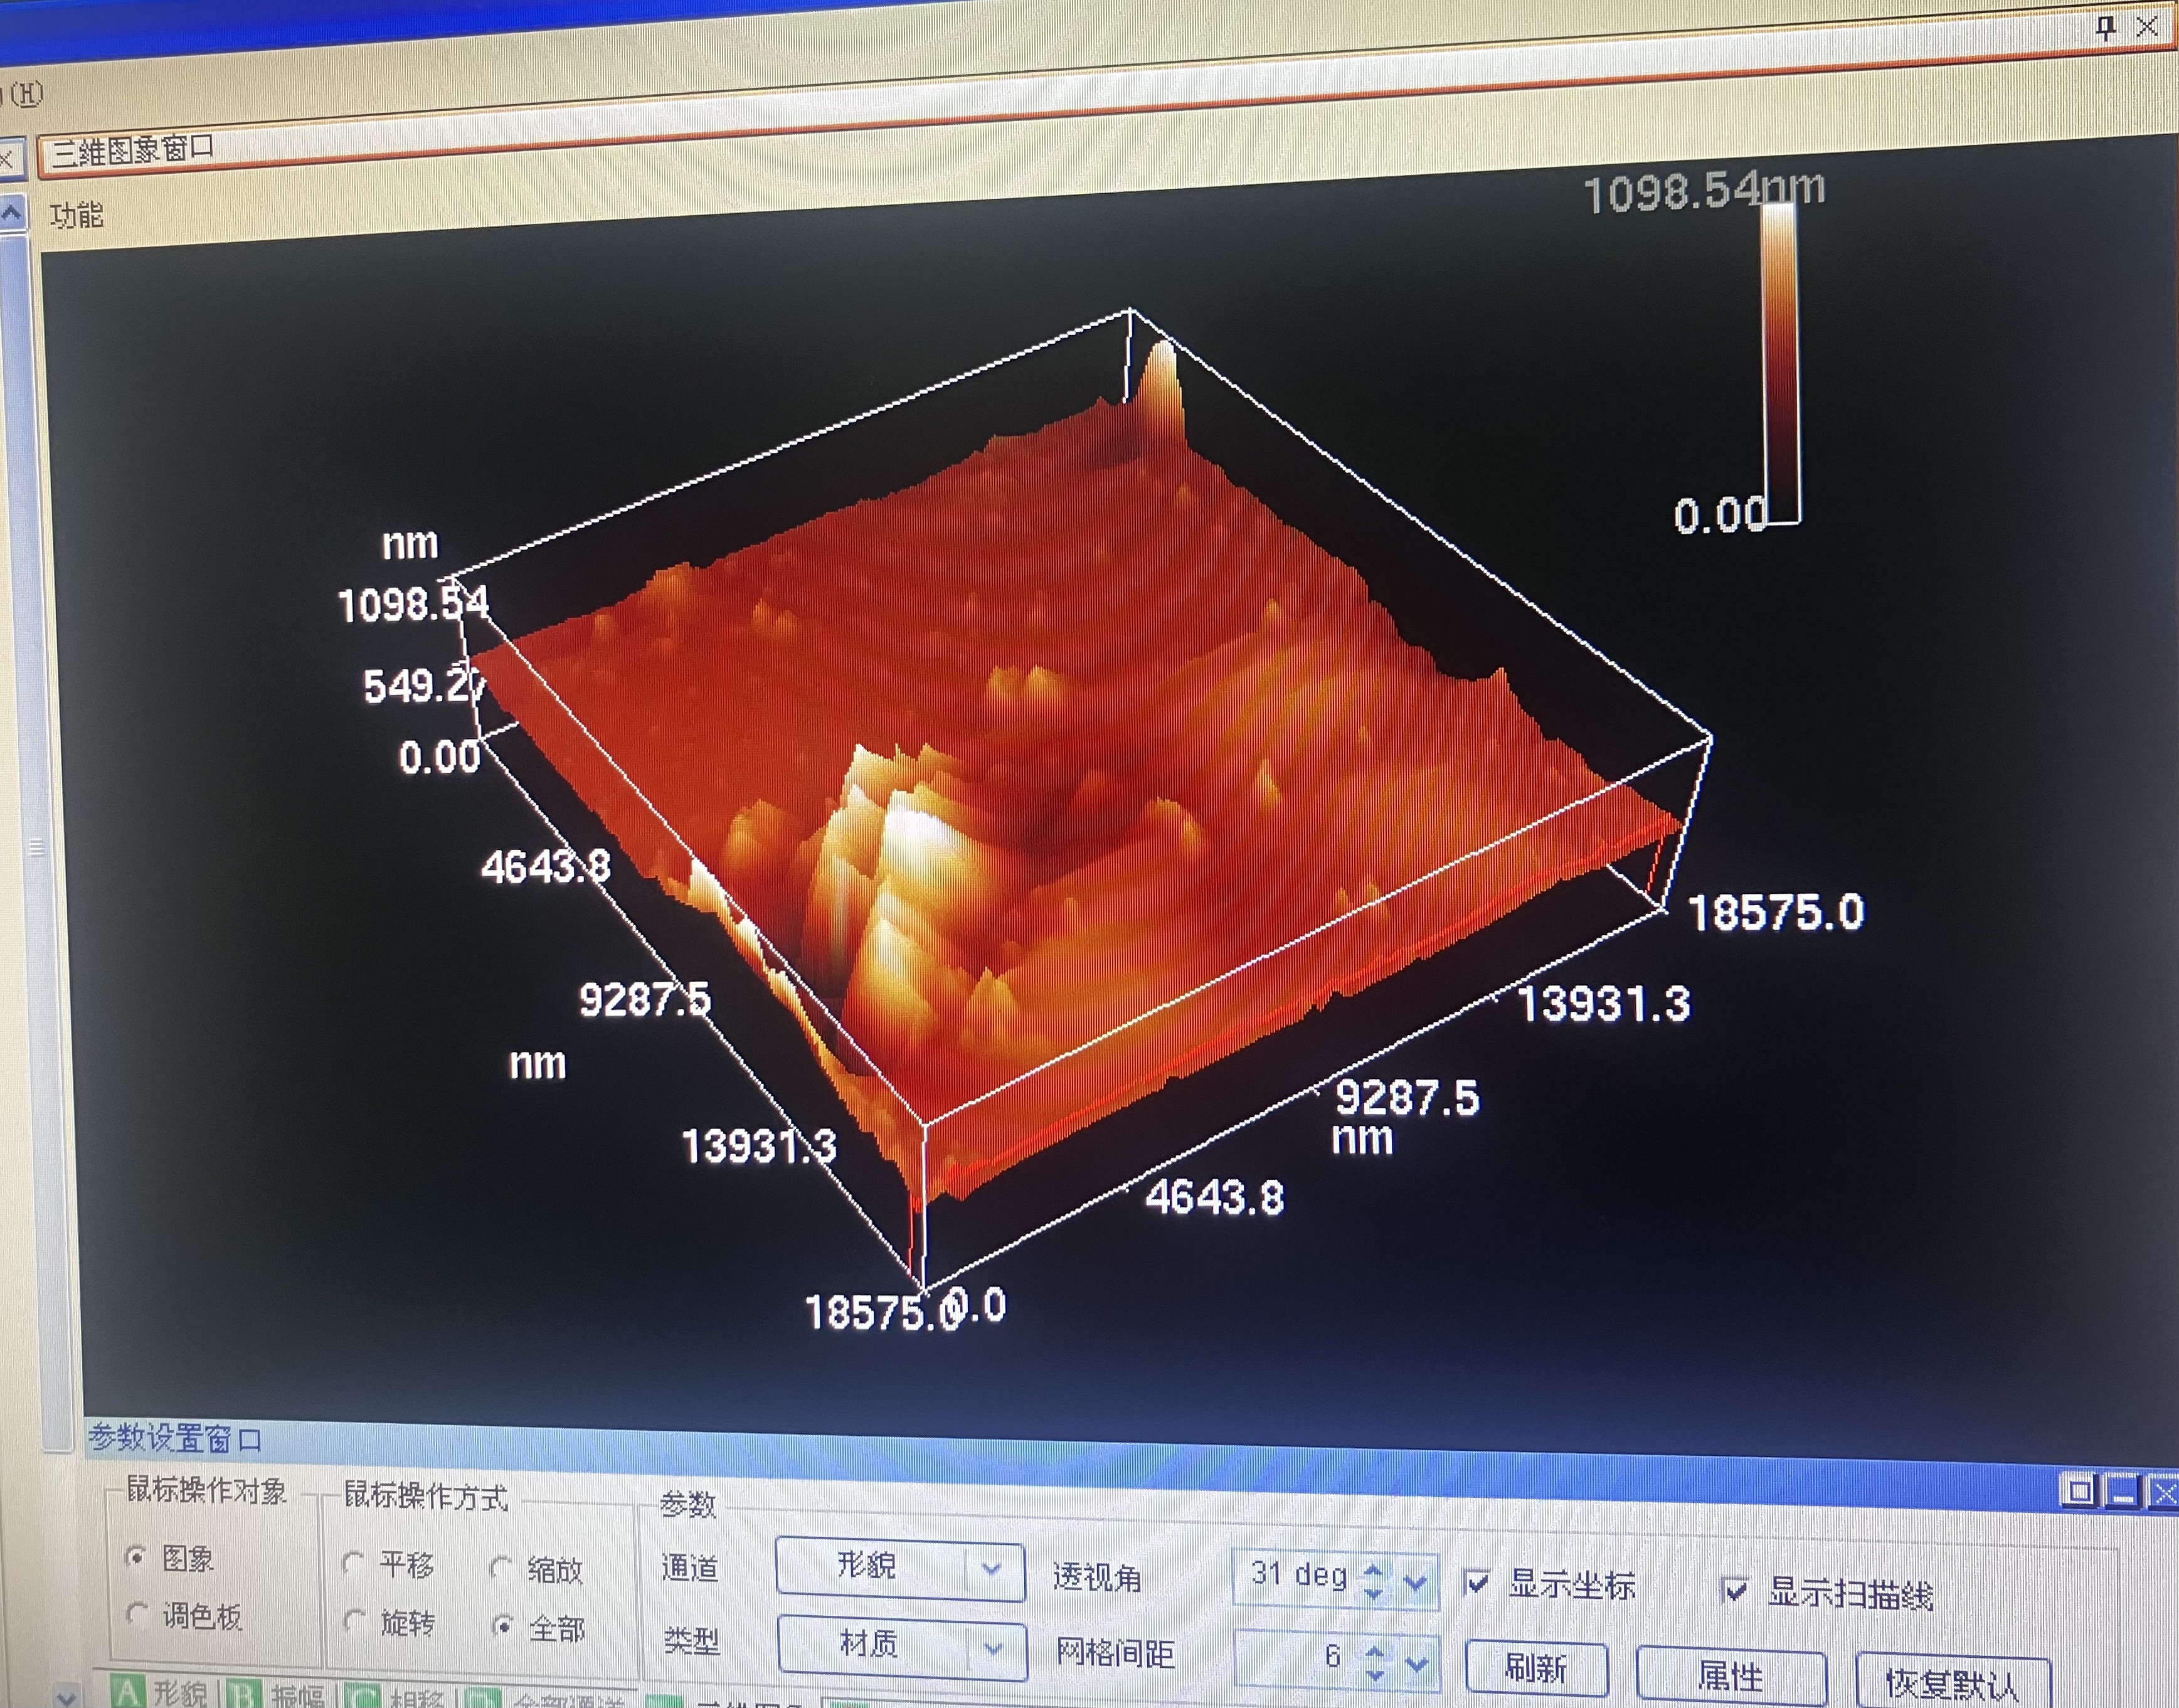 (H)
三维图象窗口
功能
1098.54nm
0.00
nm
1098.54
549.27
0.00
4643.8
9287.5
nm
13931.3
18575.0
0.0
4643.8
9287.5
nm
13931.3
18575.0
参数设置窗口
鼠标操作对象
鼠标操作方式
参数
图象
平移
缩放
通道
形貌
透视角
31 deg
显示坐标
显示扫描线
调色板
旋转
全部
类型
材质
网格间距
6
刷新
属性
恢复默认
A 形貌
B 振幅
C 相移